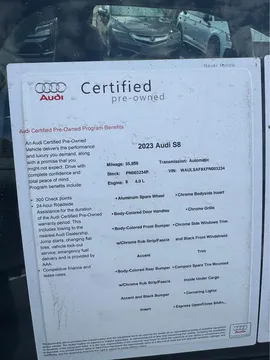 Audi
Certified
pre-owned
Audi Certified Pre-Owned Program Benefits
An Audi Certified Pre-Owned
Vehicle delivers the performance
and luxury you demand, along
with a promise that you
might not expect. Drive with
complete confidence and
total peace of mind.
Program benefits include:
300 Check points
24-hour Roadside
Assistance for the duration
of the Audi Certified Pre-Owned
warranty period. This
includes towing to the
nearest Audi Dealership.
Jump starts, changing flat
tires, vehicle lock-out
service, emergency fuel
delivery and is provided by
AAA.
Competitive finance and
lease rates.
2023 Audi S8
Mileage:
Transmission: Automatic
Stock: PN003234R
VIN: WAULSAF8XPN003234
Engine: 8 4.0 L
• Aluminum Spare Wheel
• Chrome Bodyside Insert
• Body-Colored Door Handles
• Chrome Grille
• Body-Colored Front Bumper
• Chrome Side Windows Trim
w/Chrome Rub Strip/Fascia
and Black Front Windshield
Accent
Trim
• Body-Colored Rear Bumper
• Compact Spare Tire Mounted
w/Chrome Rub Strip/Fascia
Inside Under Cargo
Accent and Black Bumper
• Cornering Lights
Insert
• Express Open/Close